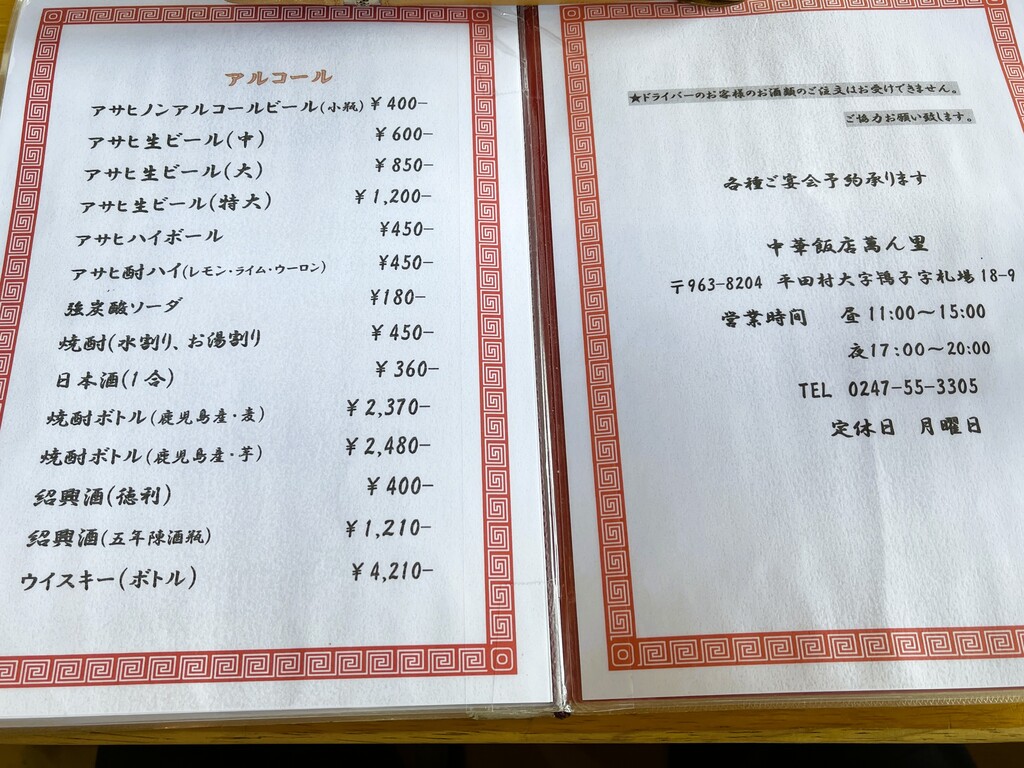 アルコール
アサヒノンアルコールビール(小瓶) ¥400-
アサヒ生ビール(中) ¥600-
アサヒ生ビール(大) ¥850-
アサヒ生ビール(特大) ¥1,200-
アサヒハイボール ¥450-
アサヒ酎ハイ(レモン・ライム・ウーロン) ¥450-
強炭酸ソーダ ¥180-
焼酎(水割り、お湯割り ¥450-
日本酒(1合) ¥360-
焼酎ボトル(鹿児島産・麦) ¥2,370-
焼酎ボトル(鹿児島産・芋) ¥2,480-
紹興酒(徳利) ¥400-
紹興酒(五年陳酒瓶) ¥1,210-
ウイスキー(ボトル) ¥4,210-
★ドライバーのお客様のお酒類のご注文はお受けできません。
ご協力お願い致します。
各種ご宴会予約承ります
中華飯店萬ん里
〒963-8204 平田村大字鴇子字札場18-9
営業時間 昼11:00～15:00
夜17:00～20:00
TEL 0247-55-3305
定休日 月曜日